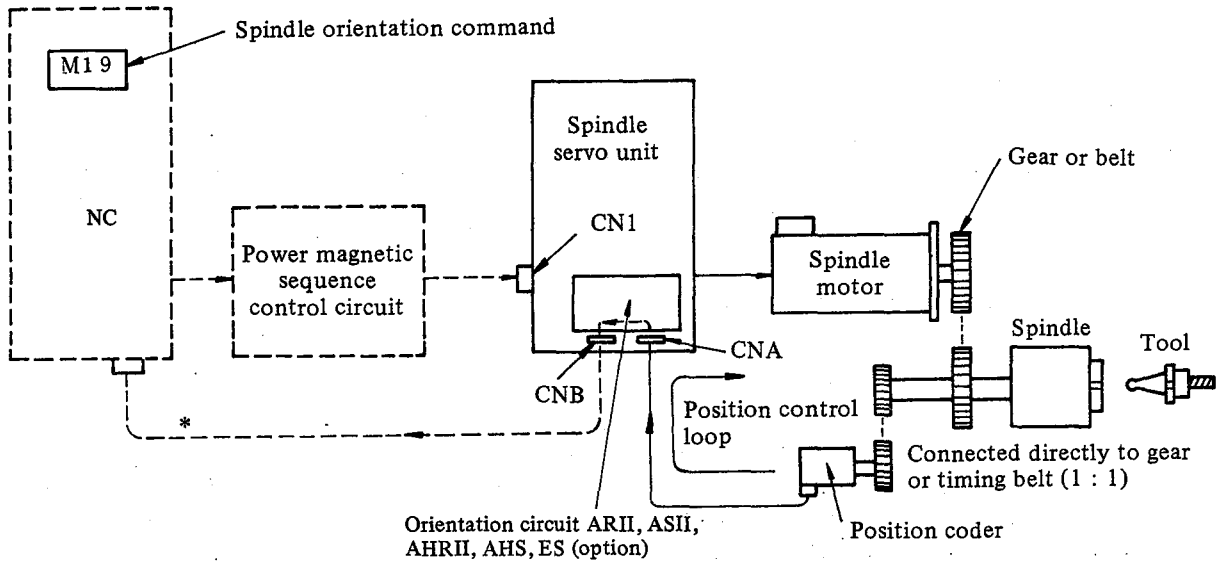 Spindle orientation command
M19
NC
Power magnetic
sequence
control circuit
Spindle
servo unit
CN1
CNB
CNA
Spindle
motor
Gear or belt
Spindle
Tool
Position control
loop
Connected directly to gear
or timing belt (1 : 1)
Position coder
*
Orientation circuit ARII, ASII,
AHRII, AHS, ES (option)